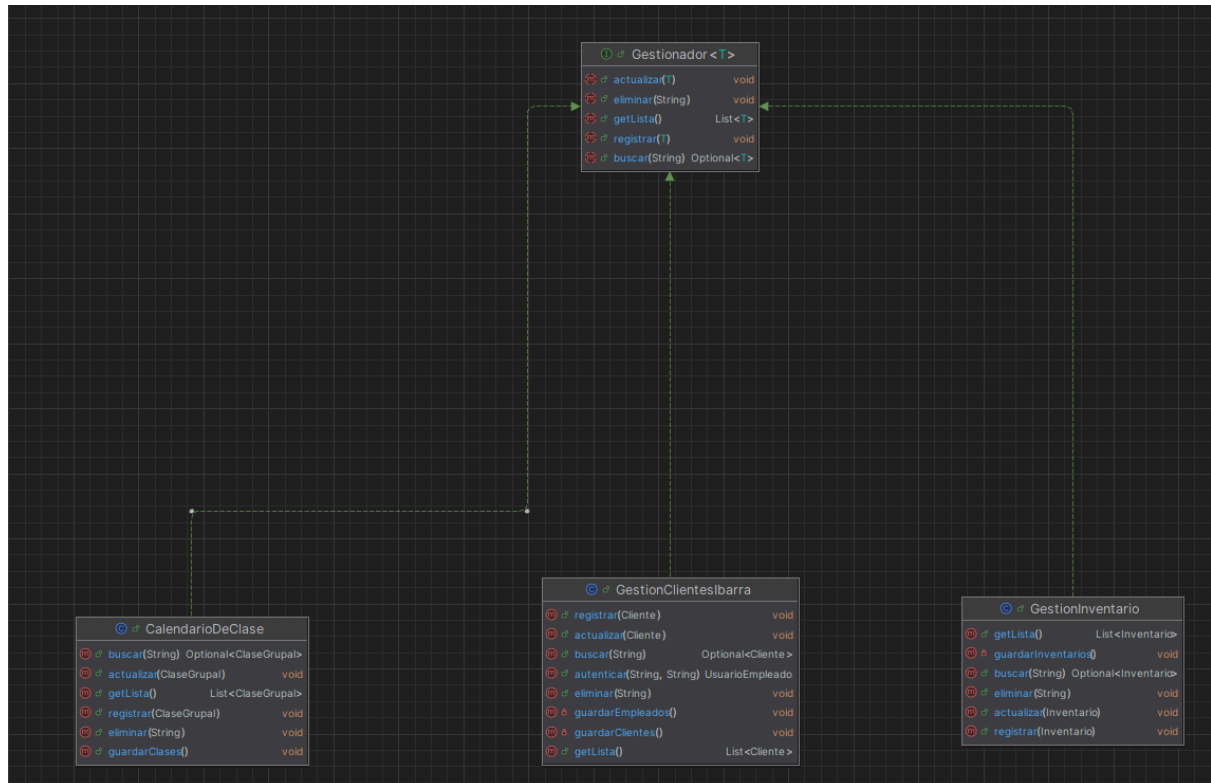 Gestionador<T>
actualizar(T) void
eliminar(String) void
getLista() List<T>
registrar(T) void
buscar(String) Optional<T>
CalendarioDeClase
buscar(String) Optional<ClaseGrupal>
actualizar(ClaseGrupal) void
getLista() List<ClaseGrupal>
registrar(ClaseGrupal) void
eliminar(String) void
guardarClases() void
GestionClientesIbarra
registrar(Cliente) void
actualizar(Cliente) void
buscar(String) Optional<Cliente>
autenticar(String, String) UsuarioEmpleado
eliminar(String) void
guardarEmpleados() void
guardarClientes() void
getLista() List<Cliente>
GestionInventario
getLista() List<Inventario>
guardarInventarios() void
buscar(String) Optional<Inventario>
eliminar(String) void
actualizar(Inventario) void
registrar(Inventario) void